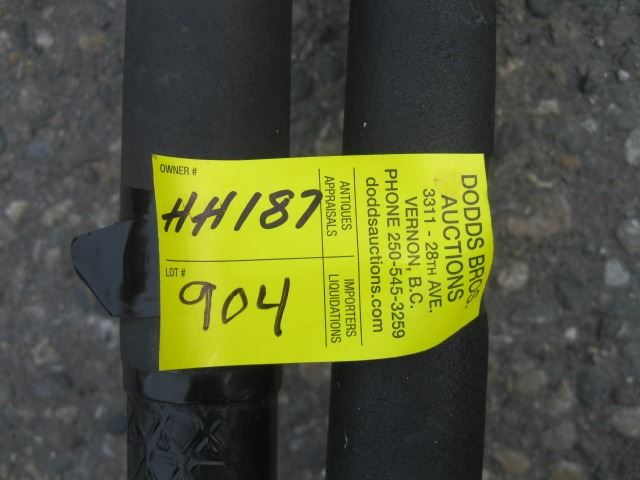 OWNER #
HH187
LOT #
904
ANTIQUES
APPRAISALS
IMPORTERS
LIQUIDATIONS
DODDS BROS.
AUCTIONS
3311 - 28TH AVE.
VERNON, B.C.
PHONE 250-545-3259
doddsauctions.com